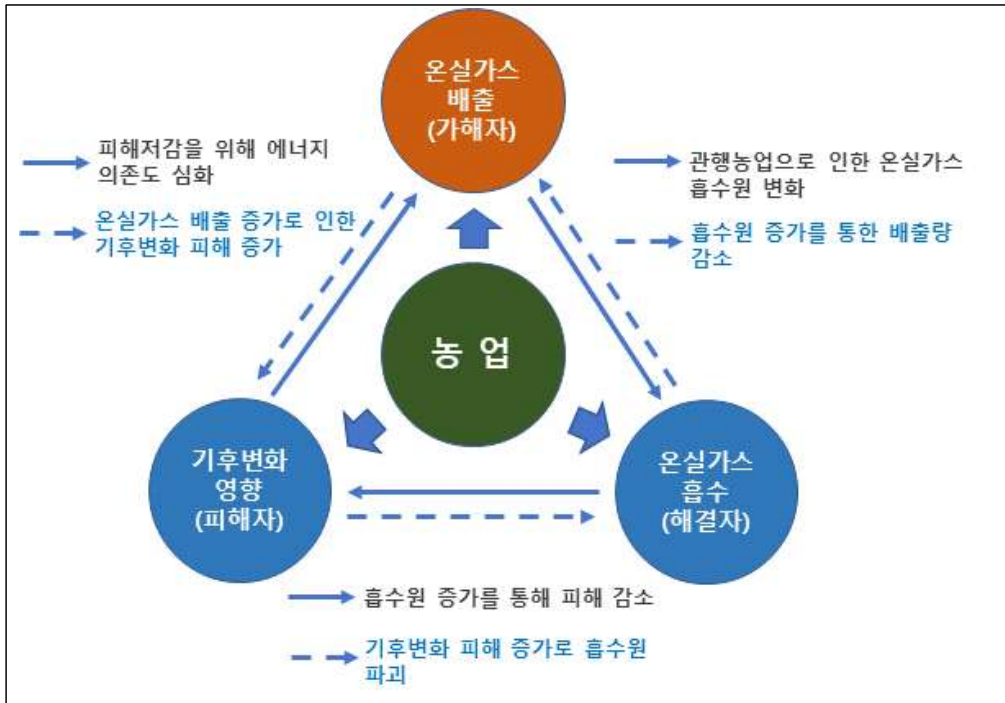 온실가스
배출
(가해자)
피해저감을 위해 에너지
의존도 심화
온실가스 배출 증가로 인한
기후변화 피해 증가
관행농업으로 인한 온실가스
흡수원 변화
흡수원 증가를 통한 배출량
감소
농 업
기후변화
영향
(피해자)
온실가스
흡수
(해결자)
흡수원 증가를 통해 피해 감소
기후변화 피해 증가로 흡수원
파괴